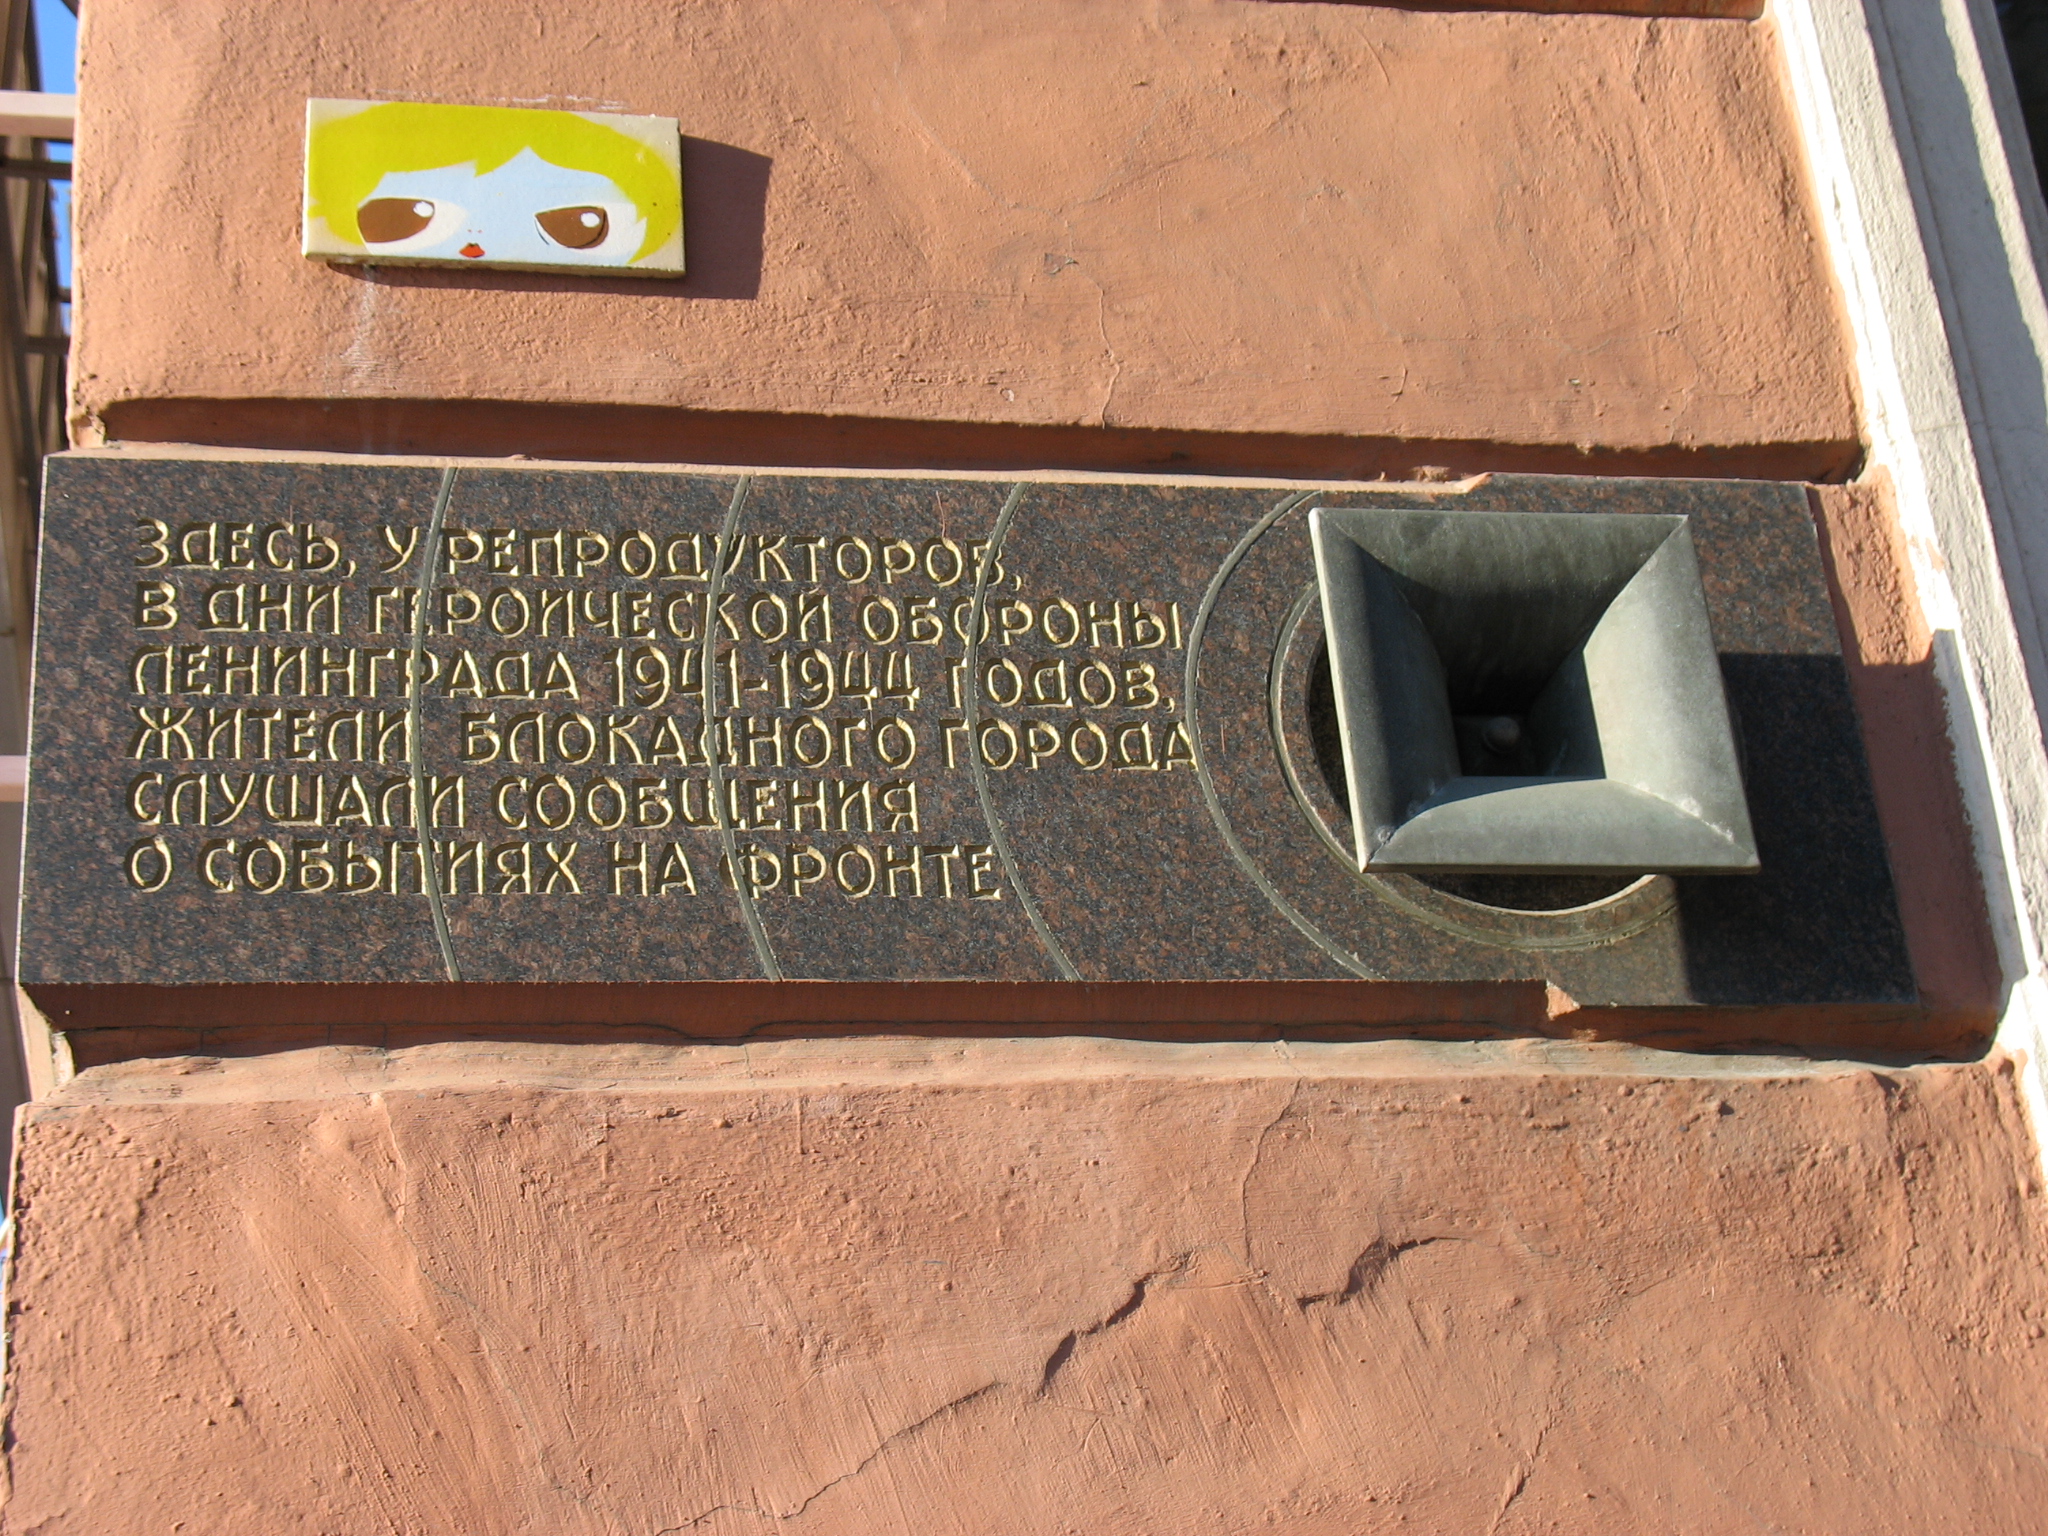 ЗДЕСЬ, У РЕПРОДУКТОРОВ,
В ДНИ ГЕРОИЧЕСКОЙ ОБОРОНЫ
ЛЕНИНГРАДА 1941-1944 ГОДОВ,
ЖИТЕЛИ БЛОКАДНОГО ГОРОДА
СЛУШАЛИ СООБЩЕНИЯ
О СОБЫТИЯХ НА ФРОНТЕ